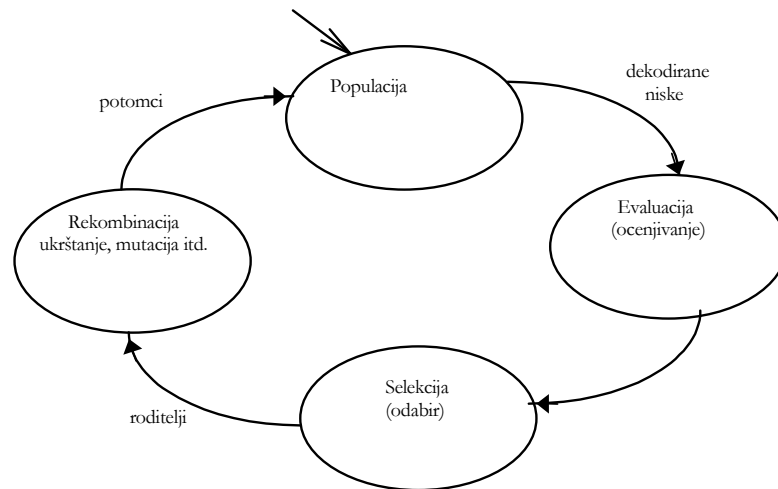 Populacija
dekodirane
niske
Evaluacija
(ocenjivanje)
Selekcija
(odabir)
roditelji
Rekombinacija
ukrštanje, mutacija itd.
potomci